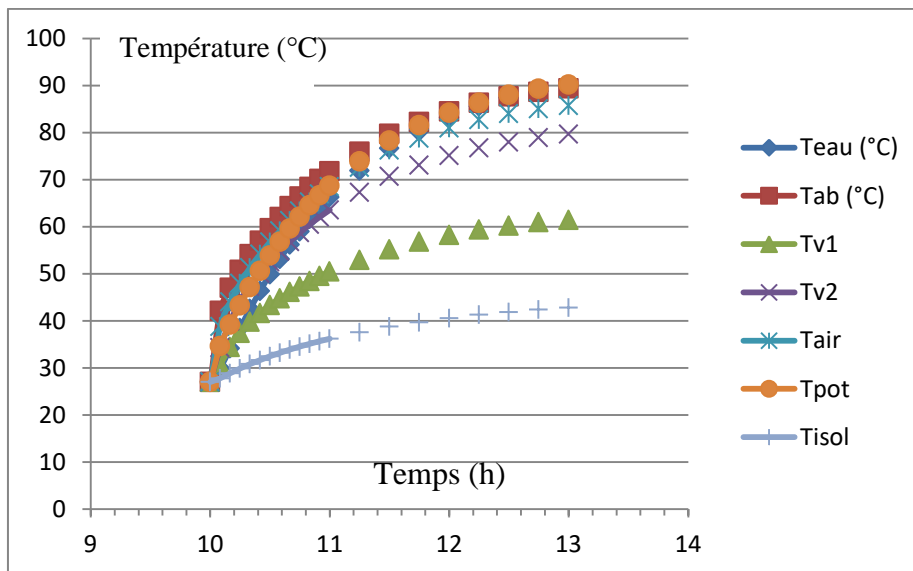 Température (°C)
100
90
80
70
60
50
40
30
20
10
0
9 10 11 12 13 14
Temps (h)
Teau (°C)
Tab (°C)
Tv1
Tv2
Tair
Tpot
Tisol